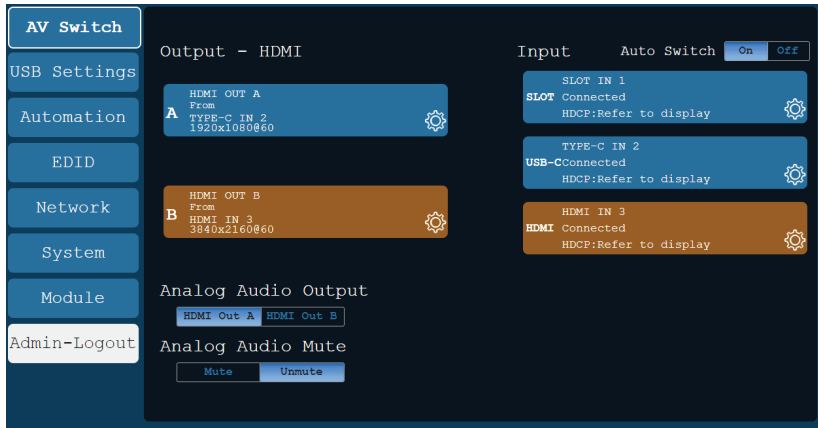 AV Switch
USB Settings
Automation
EDID
Network
System
Module
Admin-Logout
Output - HDMI
A
HDMI OUT A
From
TYPE-C IN 2
1920x1080@60
B
HDMI OUT B
From
HDMI IN 3
3840x2160@60
Analog Audio Output
HDMI Out A HDMI Out B
Analog Audio Mute
Mute Unmute
Input Auto Switch On Off
SLOT IN 1
SLOT Connected
HDCP:Refer to display
TYPE-C IN 2
USB-C Connected
HDCP:Refer to display
HDMI IN 3
HDMI Connected
HDCP:Refer to display